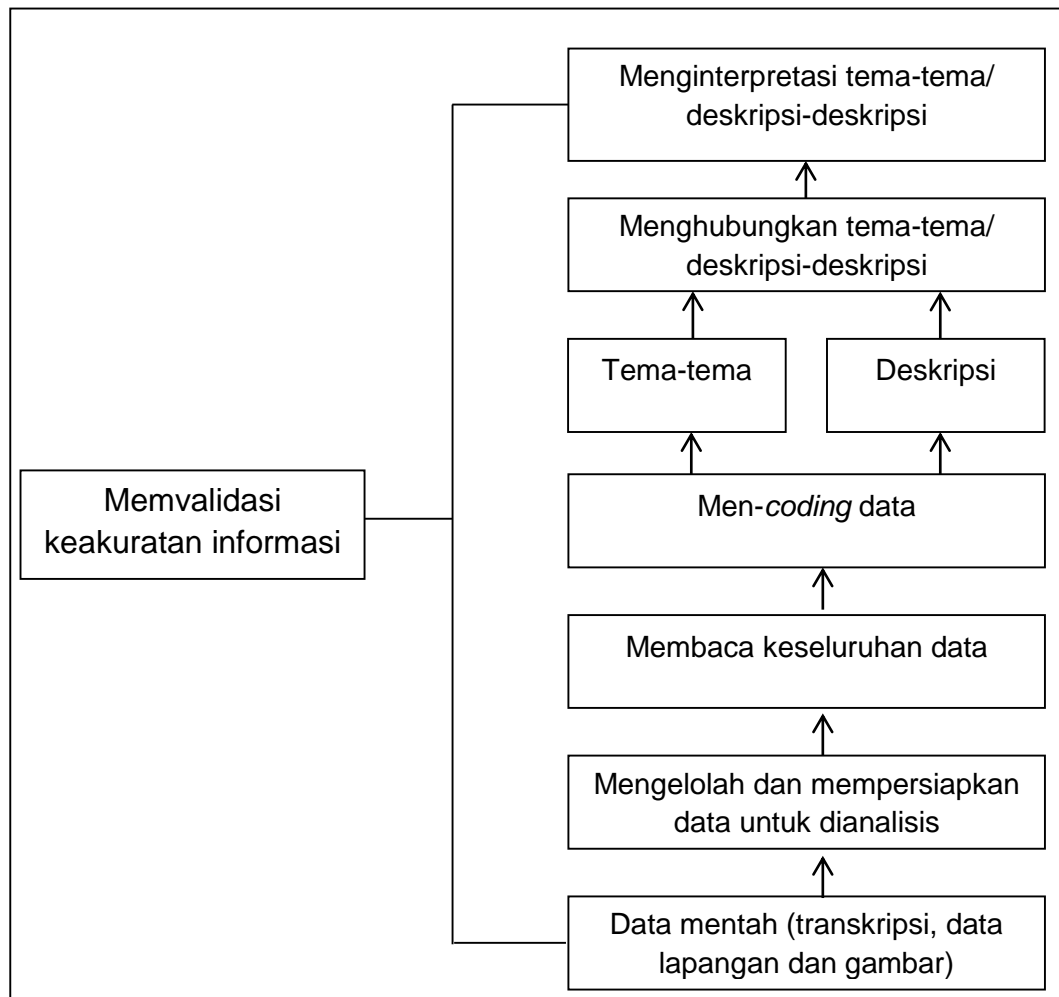 Menginterpretasi tema-tema/
deskripsi-deskripsi
Menghubungkan tema-tema/
deskripsi-deskripsi
Tema-tema
Deskripsi
Men-coding data
Memvalidasi
keakuratan informasi
Membaca keseluruhan data
Mengelolah dan mempersiapkan
data untuk dianalisis
Data mentah (transkripsi, data
lapangan dan gambar)